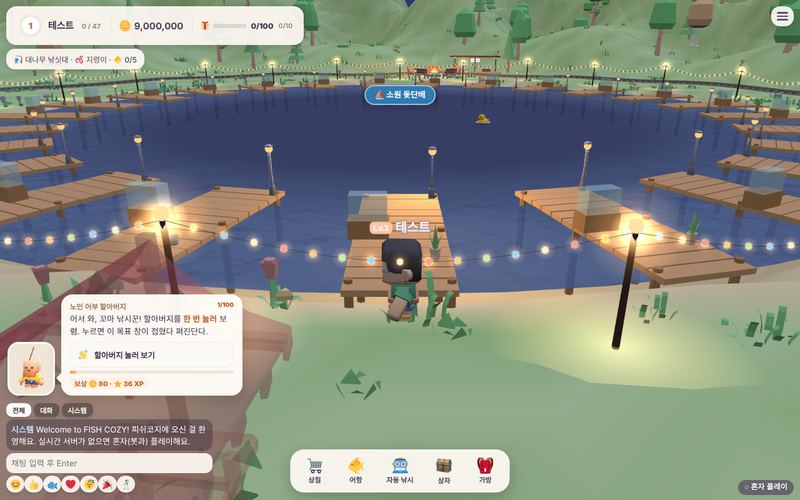 1 테스트 0 / 47 9,000,000 0/100 0/10
대나무 낚싯대 · 지렁이 · 0/5
소원 돛단배
Lv.1 테스트
노인 어부 할아버지 1/100
어서 와, 꼬마 낚시꾼! 할아버지를 한 번 눌러 보
렴. 누르면 이 목표 창이 접혔다 펴진단다.
할아버지 눌러 보기
보상 80 · 36 XP
전체 대화 시스템
시스템 Welcome to FISH COZY! 피쉬코지에 오신 걸 환
영해요. 실시간 서버가 없으면 혼자(봇과) 플레이해요.
채팅 입력 후 Enter
상점 어항 자동 낚시 상자 가방
혼자 플레이